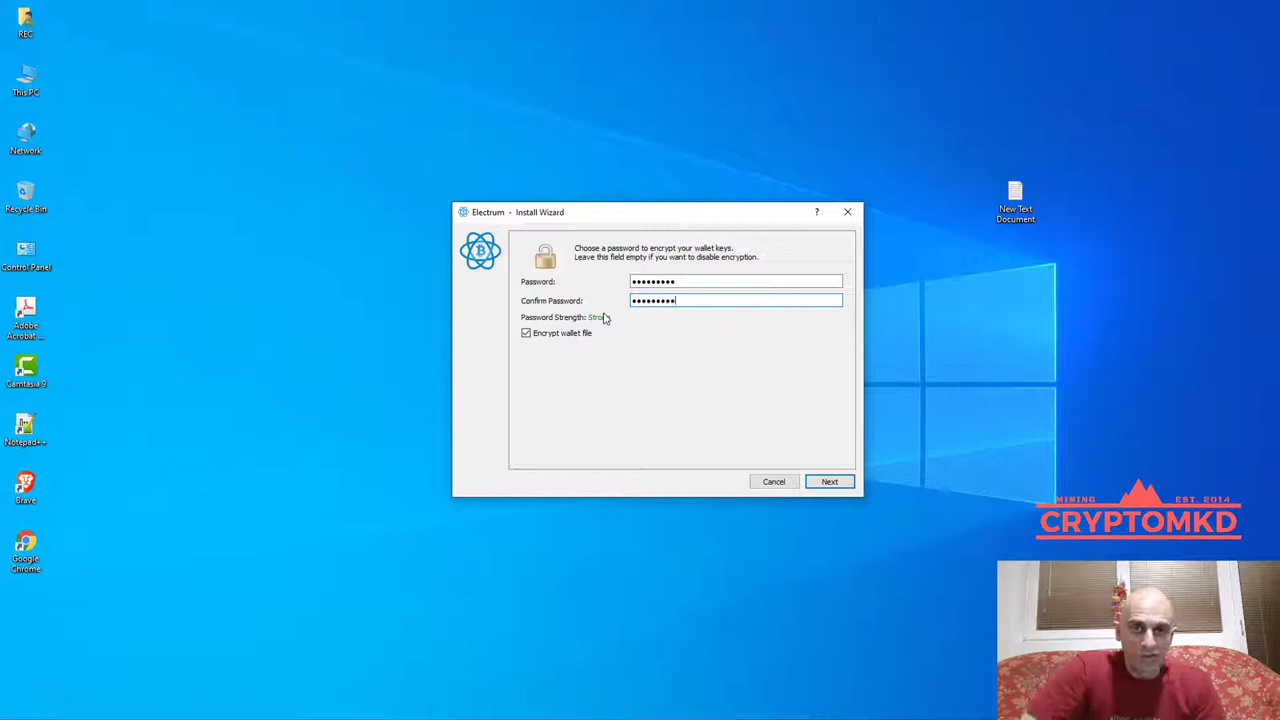 REC
This PC
Network
Recycle Bin
Control Panel
Adobe
Acrobat ...
Camtasia 9
Notepad++
Brave
Google
Chrome
New Text
Document
Electrum - Install Wizard
?
Choose a password to encrypt your wallet keys.
Leave this field empty if you want to disable encryption.
Password: ●●●●●●●●●
Confirm Password: ●●●●●●●●●
Password Strength:
Encrypt wallet file
Cancel
Next
MINING EST. 2014
CRYPTOMKD